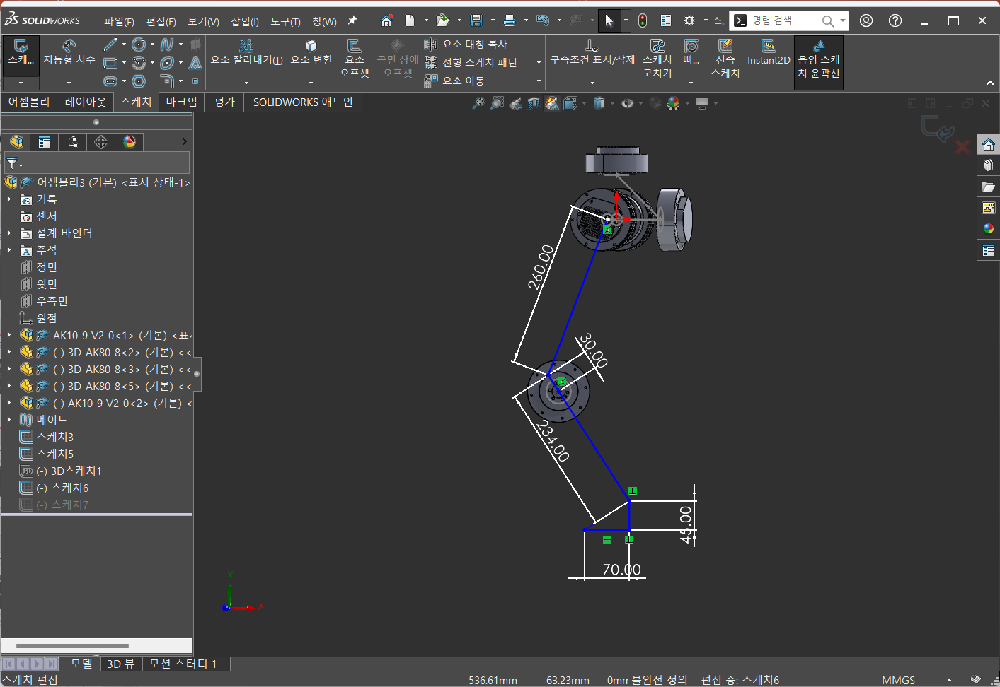 SOLIDWORKS 파일(F) 편집(E) 보기(V) 삽입(I) 도구(T) 창(W) 스... 명령 검색
스케... 지능형 치수 요소 잘라내기(T) 요소 변환 요소 오프셋 곡면 상에 오프셋 요소 대칭 복사 구속조건 표시/삭제 스케치 고치기 빠... 신속 스케치 Instant2D 음영 스케치 윤곽선
선형 스케치 패턴
요소 이동
어셈블리 레이아웃 스케치 마크업 평가 SOLIDWORKS 애드인
어셈블리3 (기본) <표시 상태-1>
기록
센서
설계 바인더
주석
정면
윗면
우측면
원점
AK10-9 V2-0<1> (기본) <표
(-) 3D-AK80-8<2> (기본) <<
(-) 3D-AK80-8<3> (기본) <<
(-) 3D-AK80-8<5> (기본) <<
(-) AK10-9 V2-0<2> (기본) <
메이트
스케치3
스케치5
(-) 3D스케치1
(-) 스케치6
(-) 스케치7
260.00
30.00
234.00
45.00
70.00
Y
X
모델 3D 뷰 모션 스터디 1
스케치 편집 536.61mm -63.23mm 0mm 불완전 정의 편집 중: 스케치6 MMGS